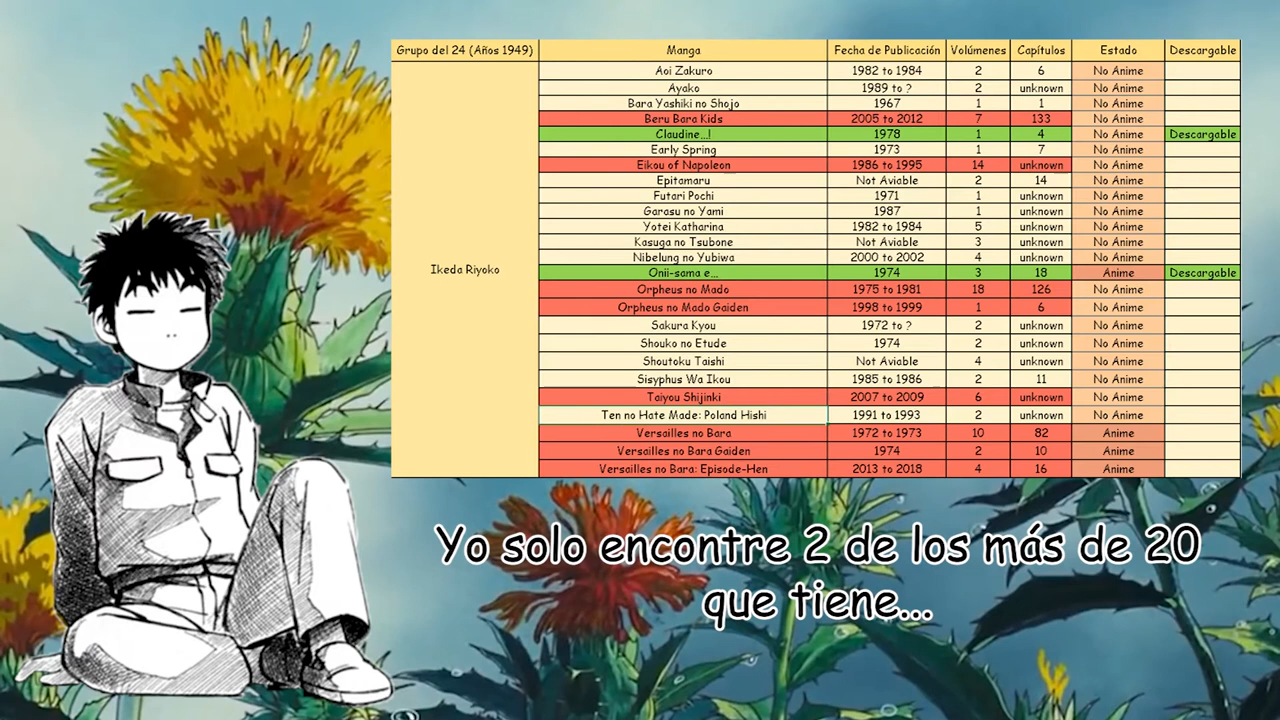 Grupo del 24 (Años 1949) Manga Fecha de Publicación Volúmenes Capítulos Estado Descargable
Aoi Zakuro 1982 to 1984 2 6 No Anime
Ayako 1989 to ? 2 unknown No Anime
Bara Yashiki no Shojo 1967 1 1 No Anime
Beru Bara Kids 2005 to 2012 7 133 No Anime
Claudine...! 1978 1 4 No Anime Descargable
Early Spring 1973 1 7 No Anime
Eikou of Napoleon 1986 to 1995 14 unknown No Anime
Epitamaru Not Aviable 2 14 No Anime
Futari Pochi 1971 1 unknown No Anime
Garasu no Yami 1987 1 unknown No Anime
Yotei Katharina 1982 to 1984 5 unknown No Anime
Kasuga no Tsubone Not Aviable 3 unknown No Anime
Nibelung no Yubiwa 2000 to 2002 4 unknown No Anime
Ikeda Riyoko
Onii-sama e... 1974 3 18 Anime Descargable
Orpheus no Mado 1975 to 1981 18 126 No Anime
Orpheus no Mado Gaiden 1998 to 1999 1 6 No Anime
Sakura Kyou 1972 to ? 2 unknown No Anime
Shouko no Etude 1974 2 unknown No Anime
Shoutoku Taishi Not Aviable 4 unknown No Anime
Sisyphus Wa Ikou 1985 to 1986 2 11 No Anime
Taiyou Shijinki 2007 to 2009 6 unknown No Anime
Ten no Hate Made: Poland Hishi 1991 to 1993 2 unknown No Anime
Versailles no Bara 1972 to 1973 10 82 Anime
Versailles no Bara Gaiden 1974 2 10 Anime
Versailles no Bara: Episode-Hen 2013 to 2018 4 16 Anime
Yo solo encontre 2 de los más de 20
que tiene...